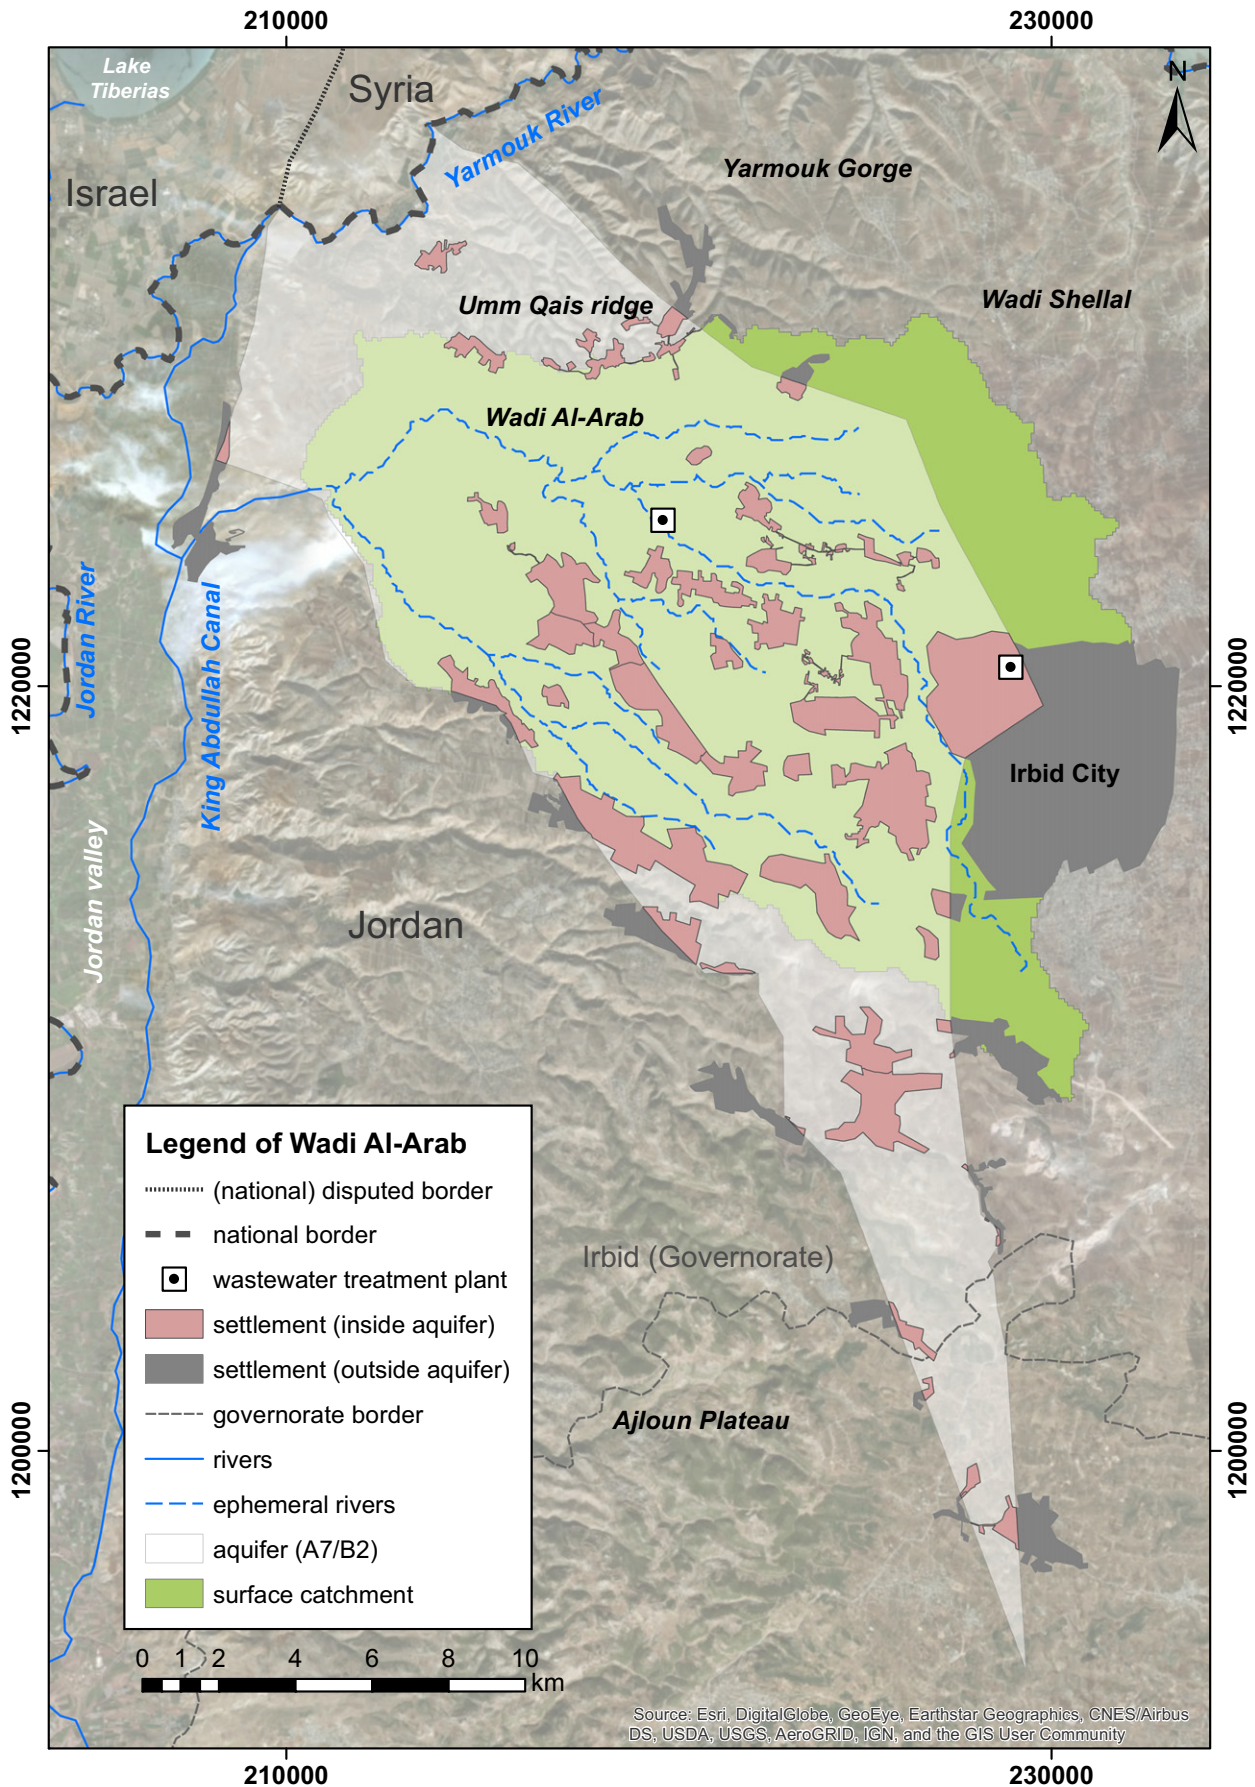 210000
230000
Lake
Tiberias
Syria
N
Yarmouk River
Yarmouk Gorge
Israel
Umm Qais ridge
Wadi Shellal
Wadi Al-Arab
Jordan River
King Abdullah Canal
1220000
1220000
Irbid City
Jordan valley
Jordan
Legend of Wadi Al-Arab
(national) disputed border
national border
wastewater treatment plant
settlement (inside aquifer)
settlement (outside aquifer)
governorate border
rivers
ephemeral rivers
aquifer (A7/B2)
surface catchment
Irbid (Governorate)
Ajloun Plateau
1200000
1200000
0 1 2 4 6 8 10
km
Source: Esri, DigitalGlobe, GeoEye, Earthstar Geographics, CNES/Airbus
DS, USDA, USGS, AeroGRID, IGN, and the GIS User Community
210000
230000